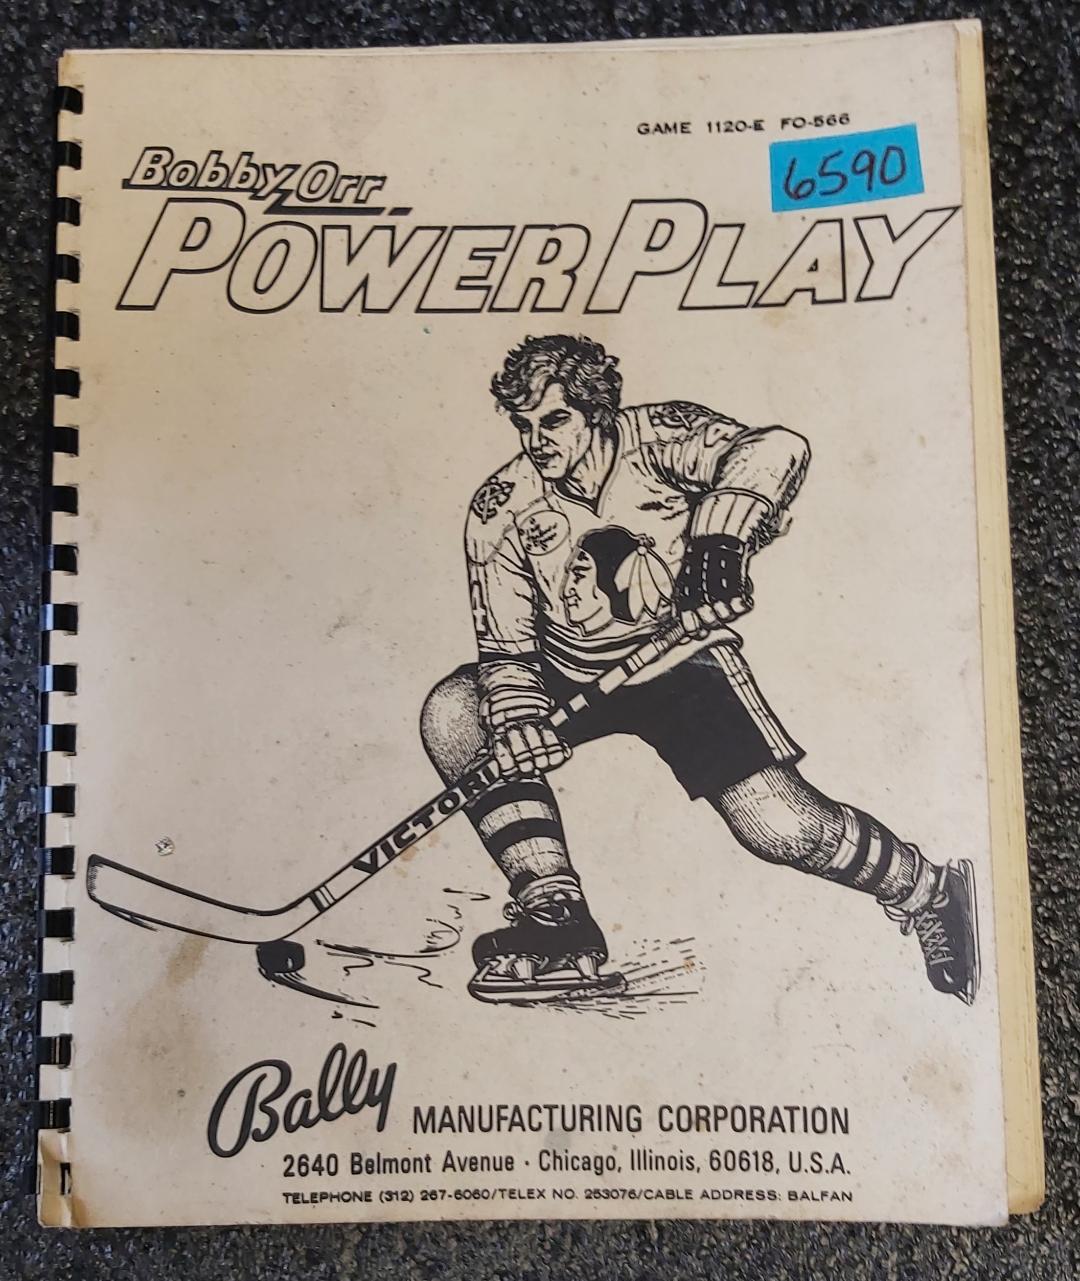 GAME 1120-E FO-566
6590
Bobby Orr
POWER PLAY
4
VICTORI
Bally MANUFACTURING CORPORATION
2640 Belmont Avenue · Chicago, Illinois, 60618, U.S.A.
TELEPHONE (312) 267-6060/TELEX NO. 253076/CABLE ADDRESS: BALFAN